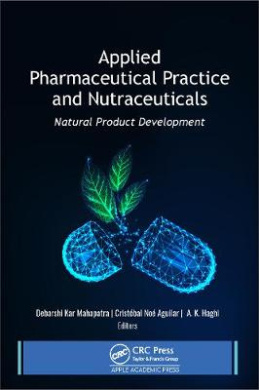 Applied
Pharmaceutical Practice
and Nutraceuticals
Natural Product Development
Debarshi Kar Mahapatra | Cristóbal Noé Aguilar | A. K. Haghi
Editors
CRC Press
Taylor & Francis Group
APPLE ACADEMIC PRESS